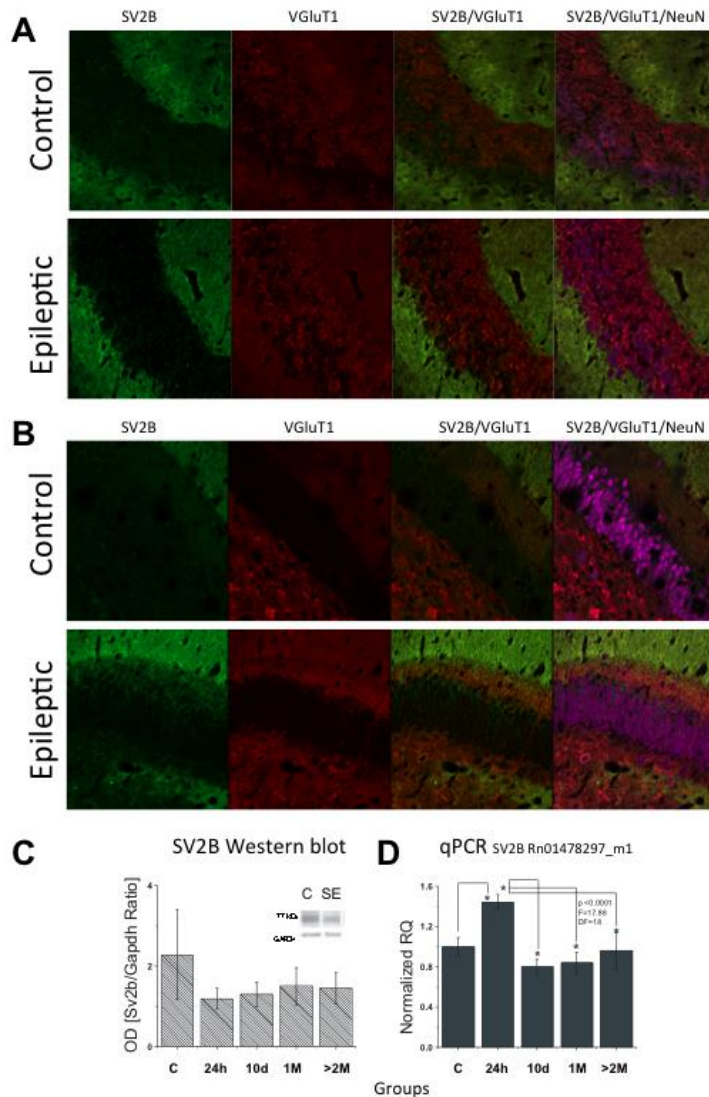 A
SV2B VGluT1 SV2B/VGluT1 SV2B/VGluT1/NeuN
Control
Epileptic
B
SV2B VGluT1 SV2B/VGluT1 SV2B/VGluT1/NeuN
Control
Epileptic
C
SV2B Western blot
OD [Sv2b/Gapdh Ratio]
4
2
0
C SE
GAPDH
C 24h 10d 1M >2M
D
qPCR SV2B Rn01478297_m1
Normalized RQ
1.6
1.2
0.8
0.4
0.0
* * * * *
p <0.0001
F=17.88
DF=18
C 24h 10d 1M >2M
Groups